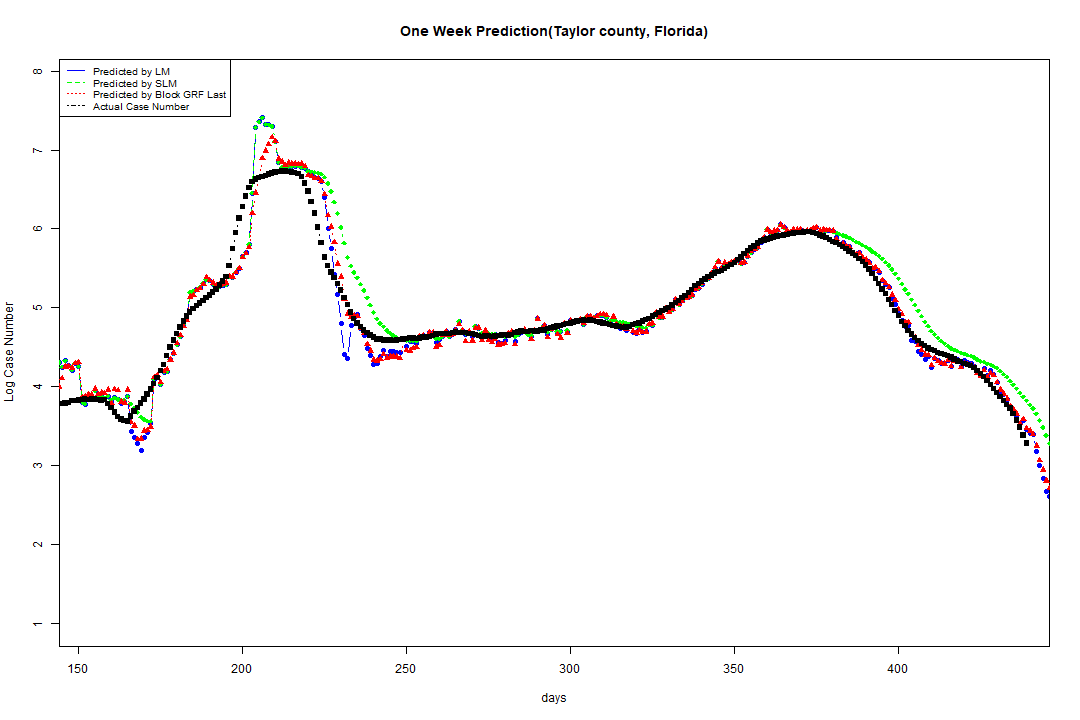 One Week Prediction(Taylor county, Florida)
Predicted by LM
Predicted by SLM
Predicted by Block GRF Last
Actual Case Number
8
7
6
5
4
3
2
1
Log Case Number
150 200 250 300 350 400
days